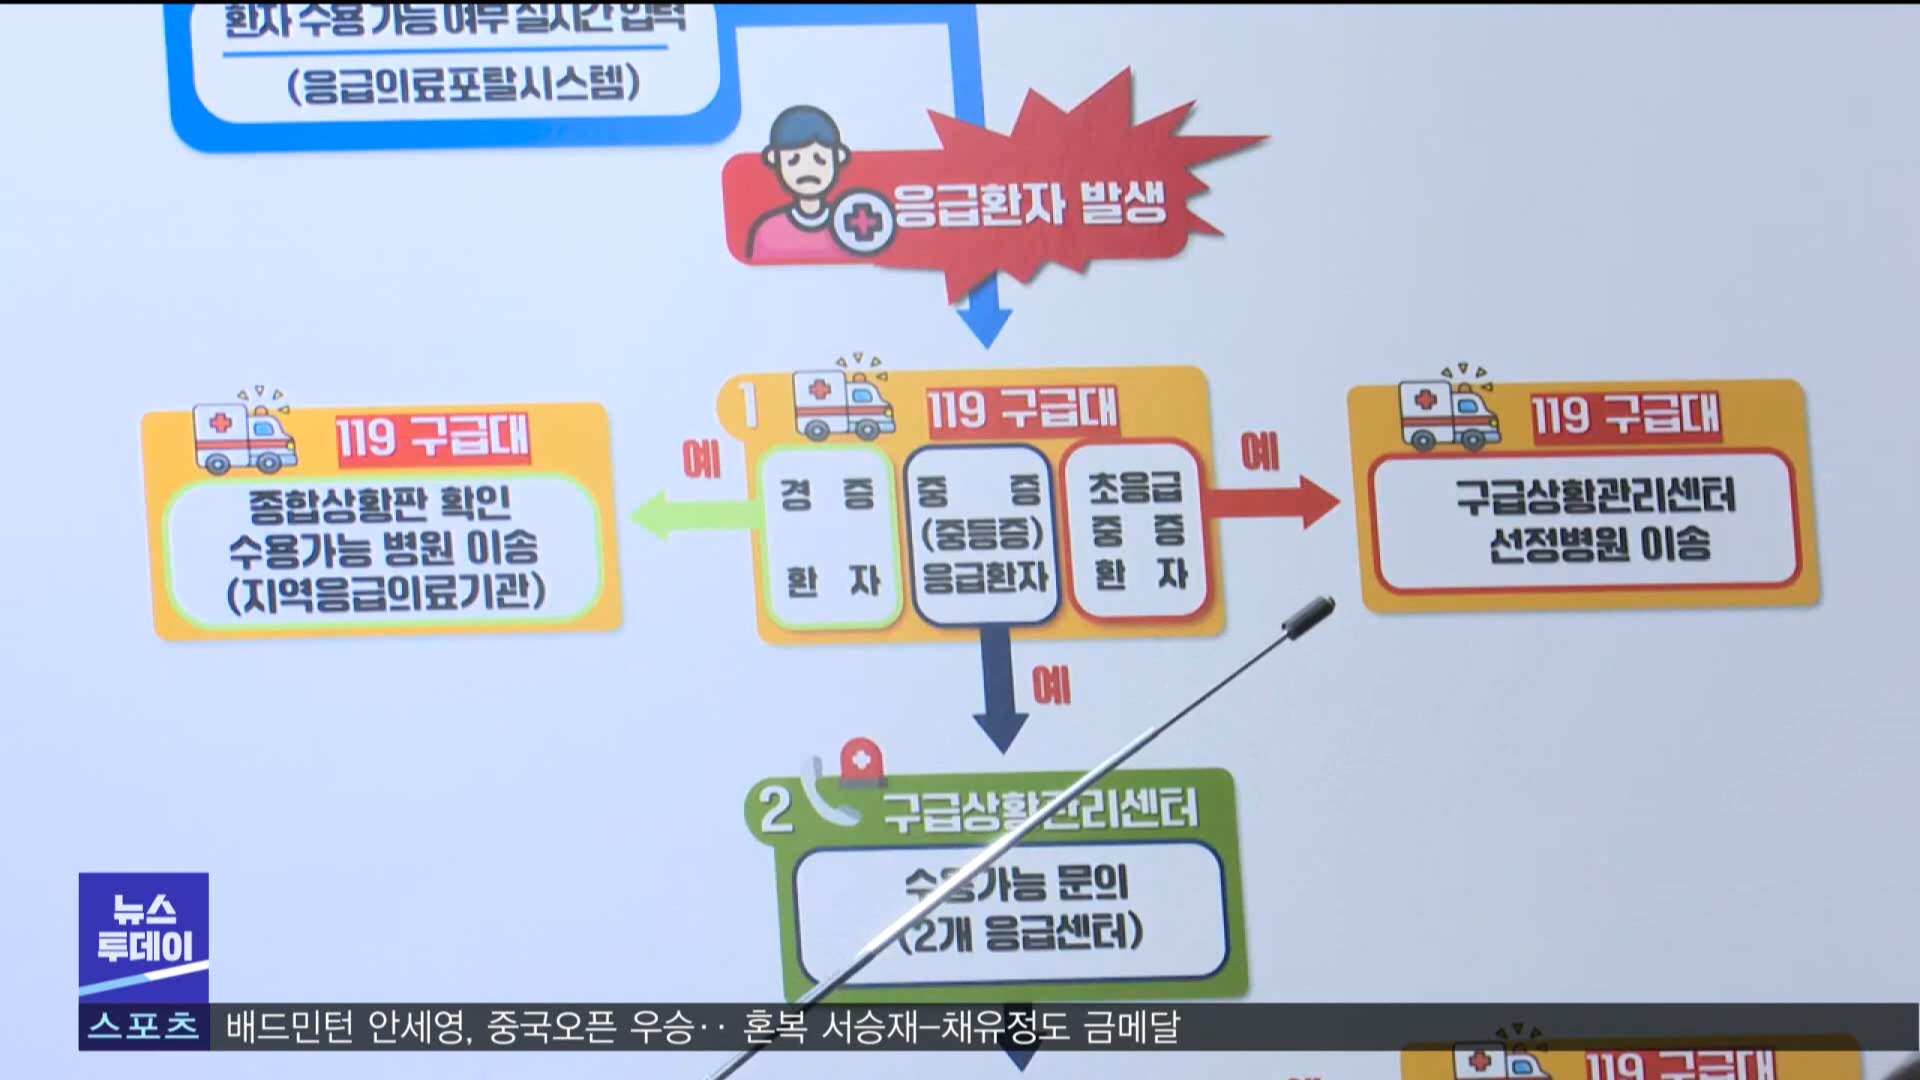 환자 수용 가능 여부 실시간 입력
(응급의료포탈시스템)
응급환자 발생
119 구급대
종합상황판 확인
수용가능 병원 이송
(지역응급의료기관)
예
1
119 구급대
경 증
환 자
중 증
(중등증)
응급환자
초응급
중 증
환 자
예
119 구급대
구급상황관리센터
선정병원 이송
예
2
구급상황관리센터
수용가능 문의
(2개 응급센터)
뉴스
투데이
스포츠
배드민턴 안세영, 중국오픈 우승‥ 혼복 서승재-채유정도 금메달
119 구급대